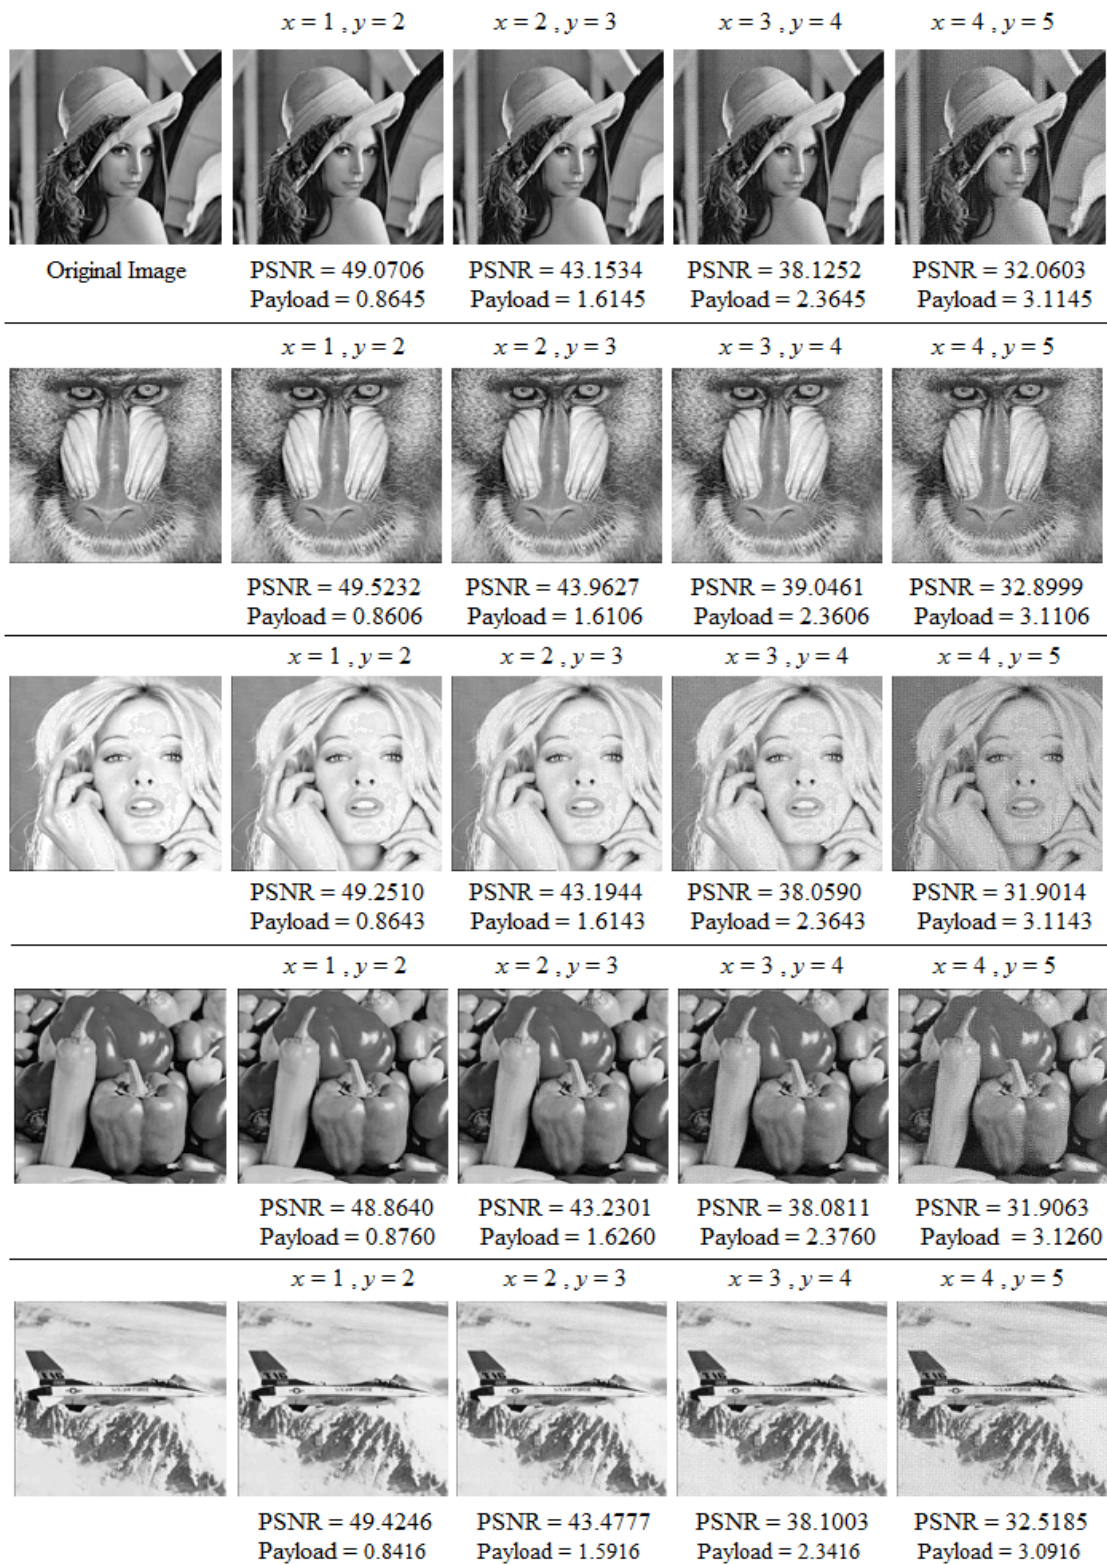 x = 1 , y = 2 x = 2 , y = 3 x = 3 , y = 4 x = 4 , y = 5
Original Image PSNR = 49.0706 PSNR = 43.1534 PSNR = 38.1252 PSNR = 32.0603
Payload = 0.8645 Payload = 1.6145 Payload = 2.3645 Payload = 3.1145
x = 1 , y = 2 x = 2 , y = 3 x = 3 , y = 4 x = 4 , y = 5
PSNR = 49.5232 PSNR = 43.9627 PSNR = 39.0461 PSNR = 32.8999
Payload = 0.8606 Payload = 1.6106 Payload = 2.3606 Payload = 3.1106
x = 1 , y = 2 x = 2 , y = 3 x = 3 , y = 4 x = 4 , y = 5
PSNR = 49.2510 PSNR = 43.1944 PSNR = 38.0590 PSNR = 31.9014
Payload = 0.8643 Payload = 1.6143 Payload = 2.3643 Payload = 3.1143
x = 1 , y = 2 x = 2 , y = 3 x = 3 , y = 4 x = 4 , y = 5
PSNR = 48.8640 PSNR = 43.2301 PSNR = 38.0811 PSNR = 31.9063
Payload = 0.8760 Payload = 1.6260 Payload = 2.3760 Payload = 3.1260
x = 1 , y = 2 x = 2 , y = 3 x = 3 , y = 4 x = 4 , y = 5
PSNR = 49.4246 PSNR = 43.4777 PSNR = 38.1003 PSNR = 32.5185
Payload = 0.8416 Payload = 1.5916 Payload = 2.3416 Payload = 3.0916